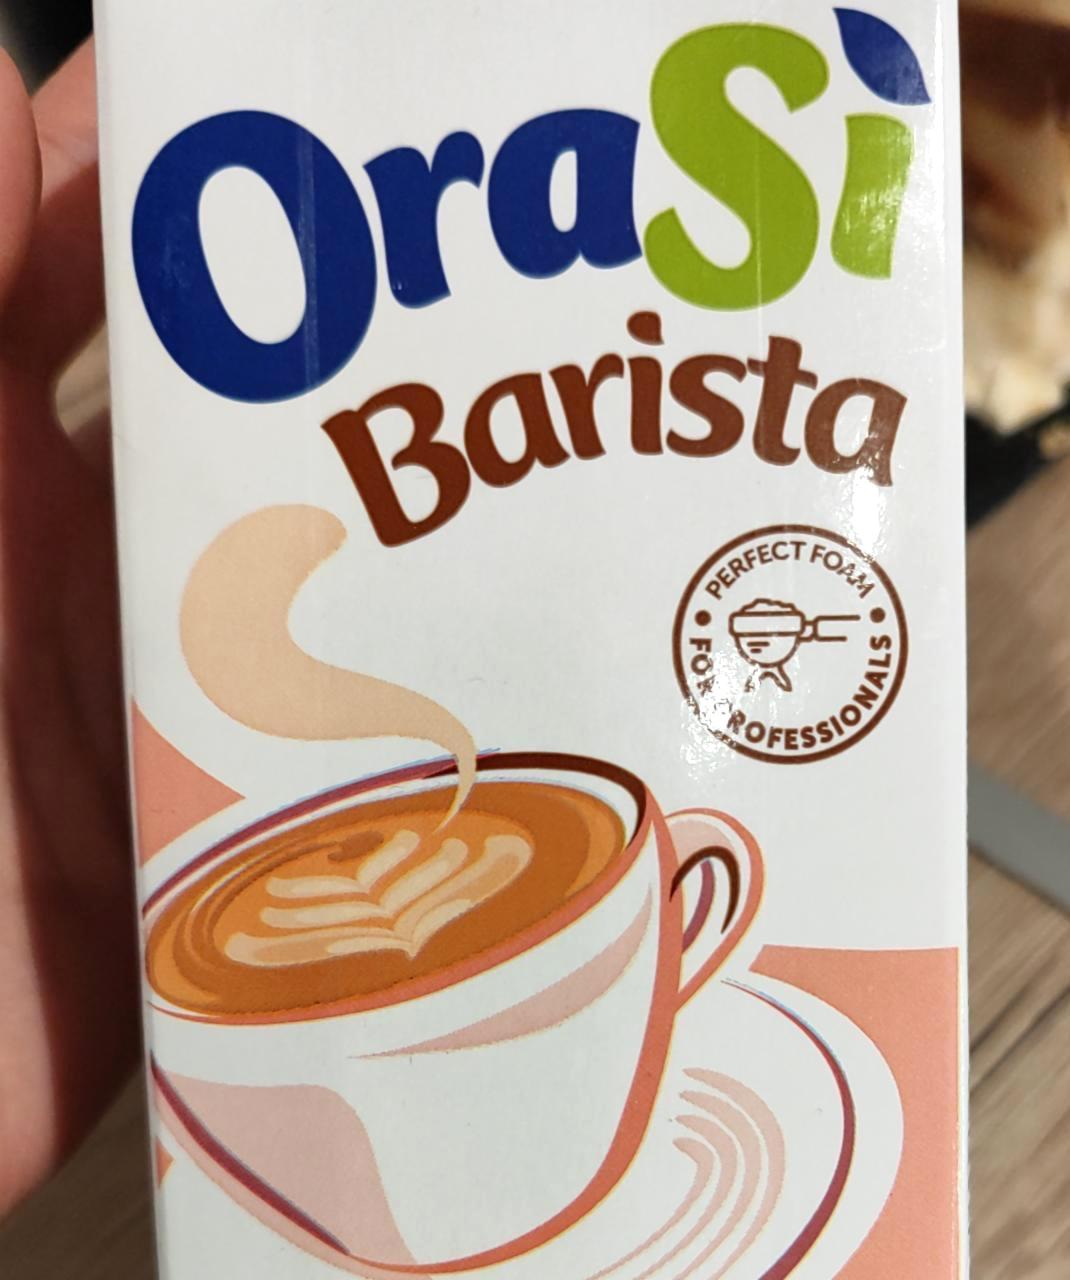 OraSì
Barista
PERFECT FOAM
FOR PROFESSIONALS